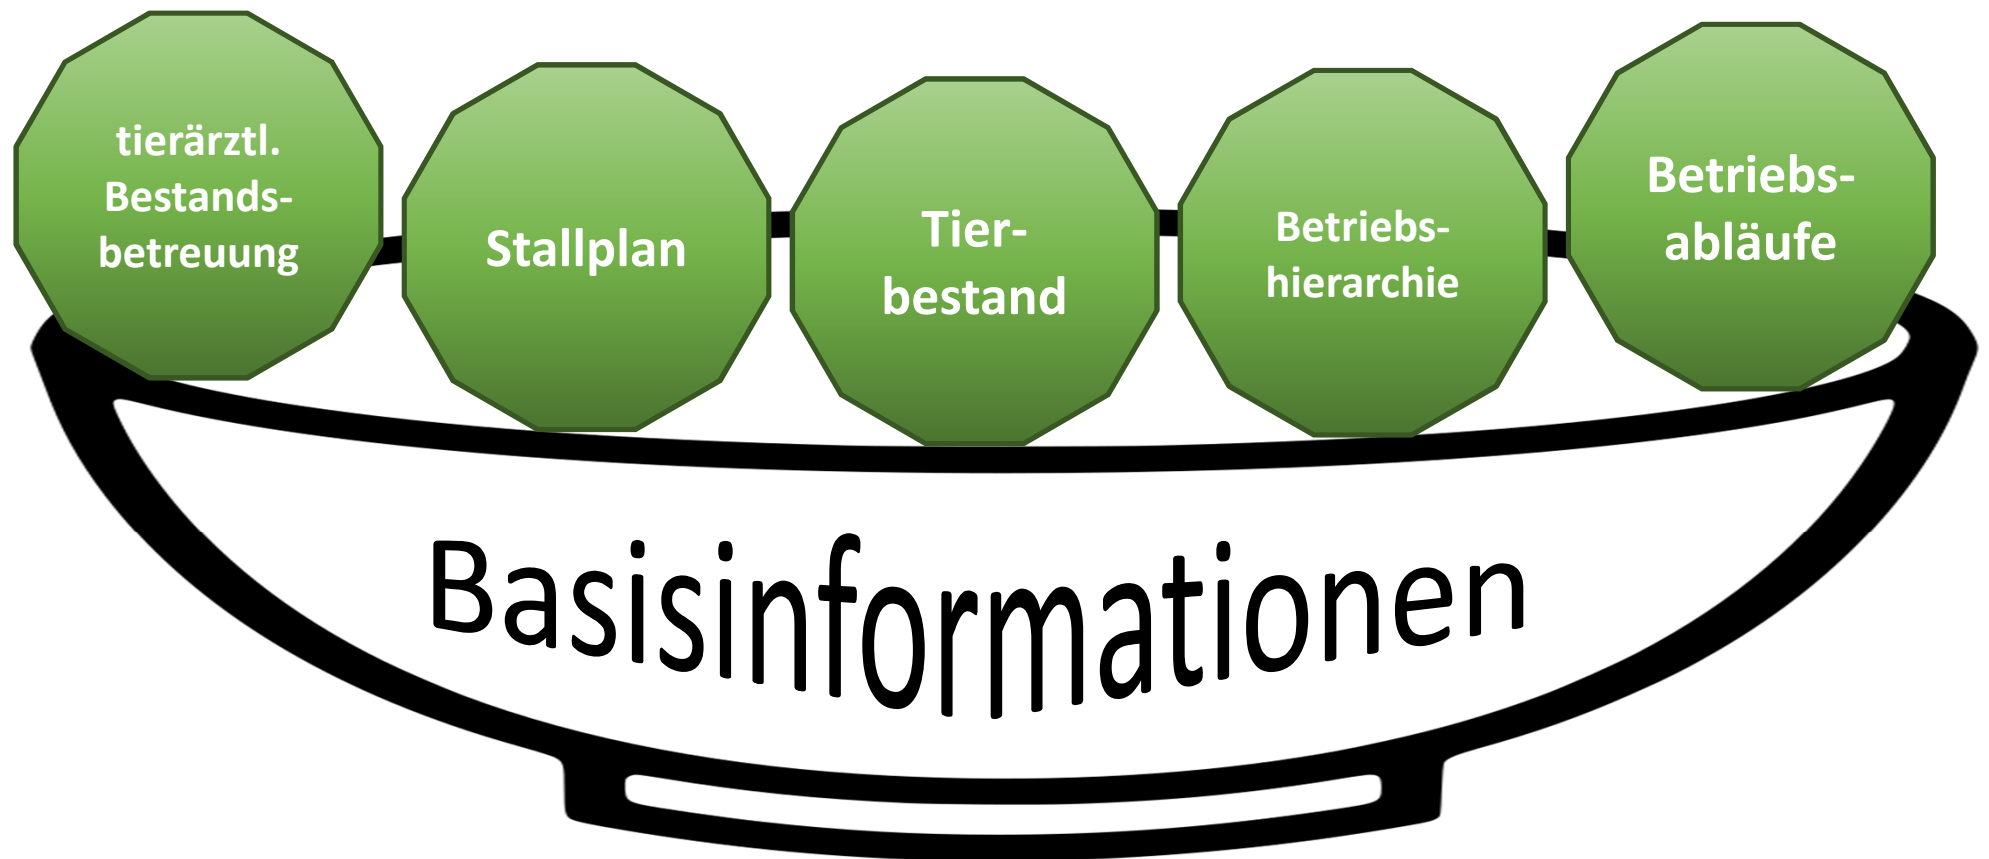 tierärztl.
Bestands-
betreuung
Stallplan
Tier-
bestand
Betriebs-
hierarchie
Betriebs-
abläufe
Basisinformationen